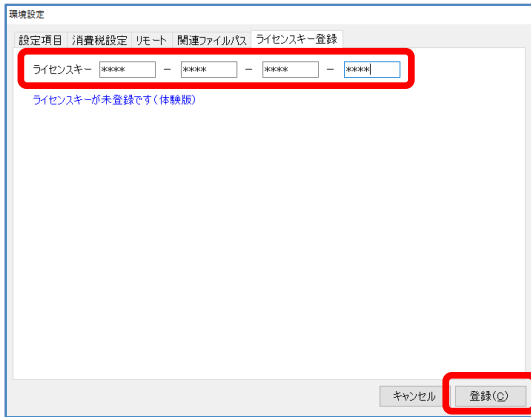 環境設定
設定項目 消費税設定 リモート 関連ファイルパス ライセンスキー登録
ライセンスキー **** － **** － **** － ****
ライセンスキーが未登録です(体験版)
キャンセル 登録(C)